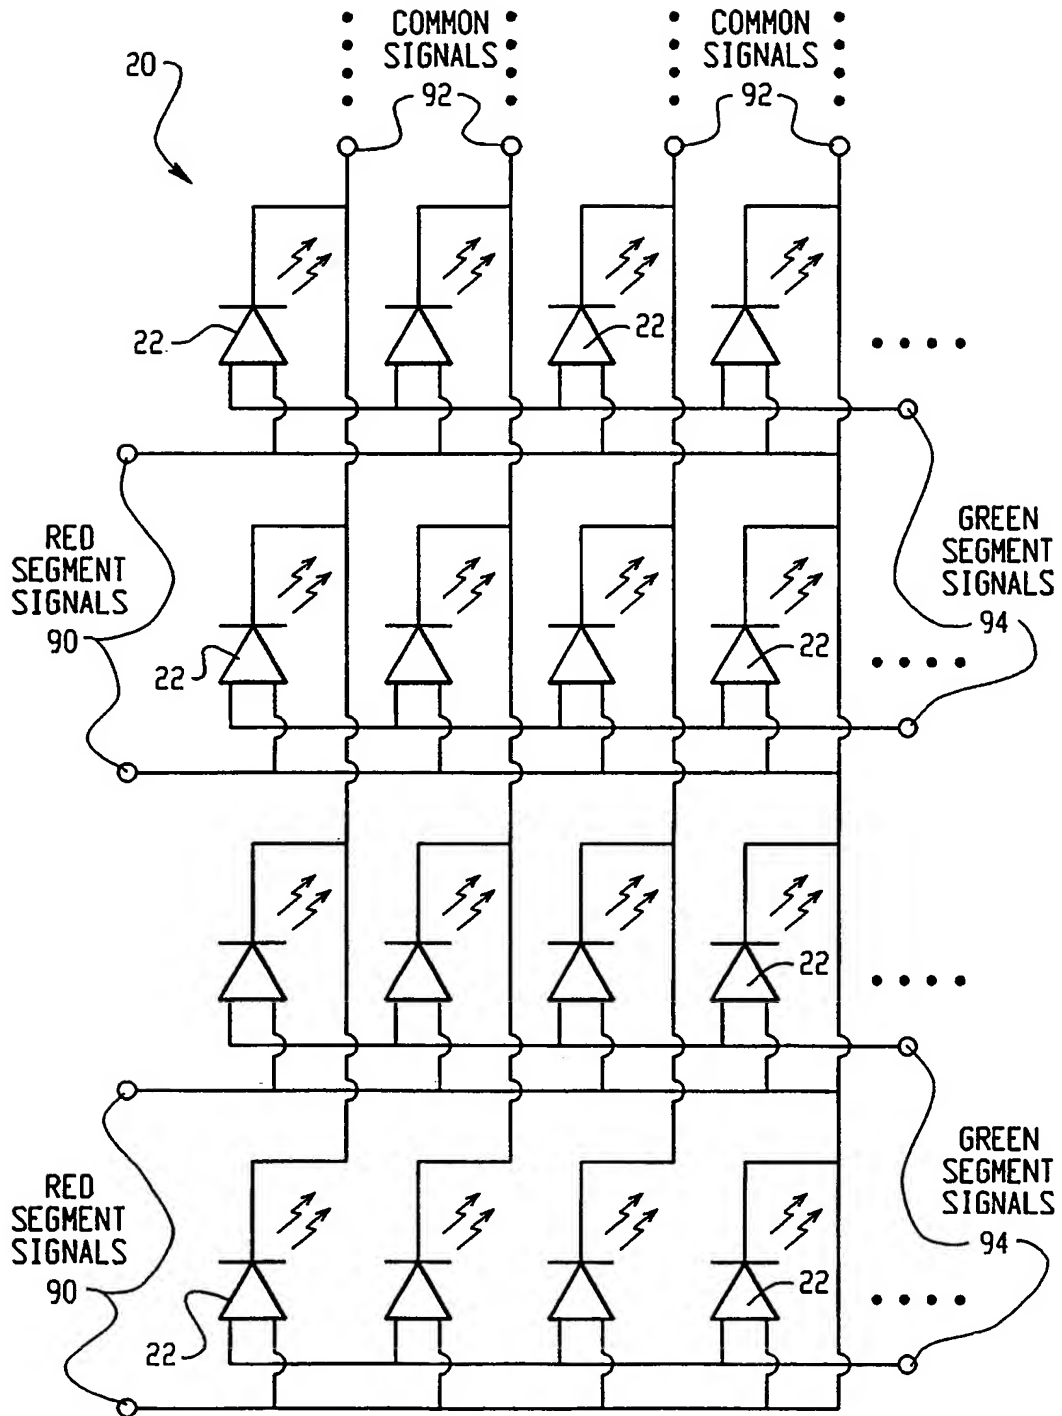 COMMON
SIGNALS
92
COMMON
SIGNALS
92
20
22
22
RED
SEGMENT
SIGNALS
90
GREEN
SEGMENT
SIGNALS
94
22
22
22
RED
SEGMENT
SIGNALS
90
GREEN
SEGMENT
SIGNALS
94
22
22